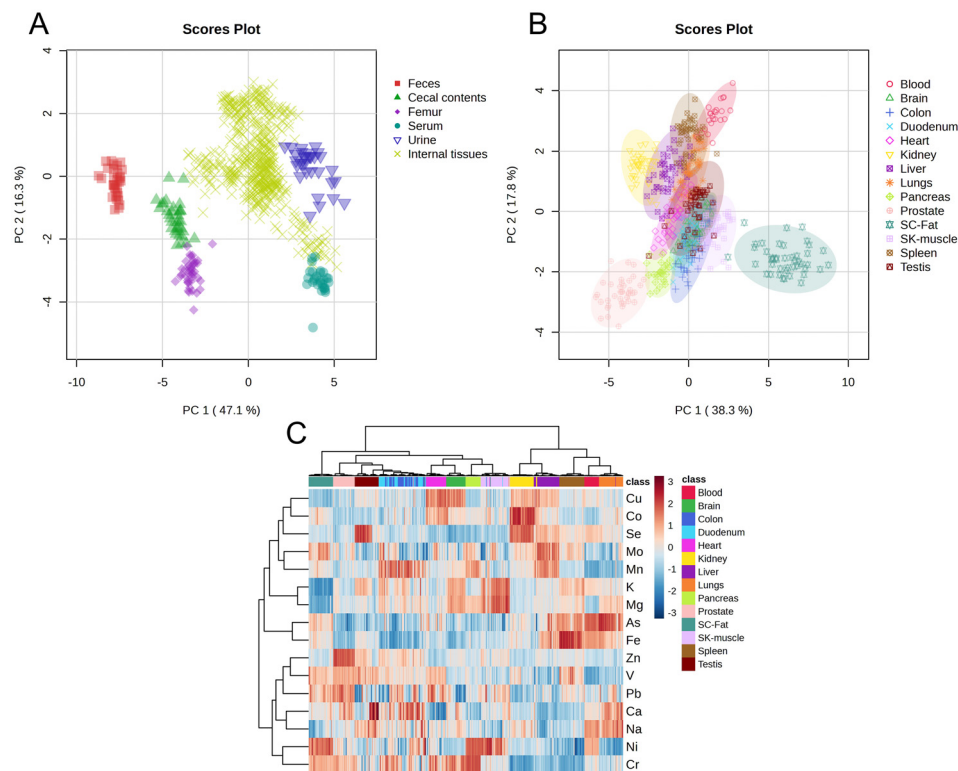 A
Scores Plot
PC 2 ( 16.3 %)
4
2
0
-2
-4
-10
-5
0
5
PC 1 ( 47.1 %)
Feces
Cecal contents
Femur
Serum
Urine
Internal tissues
B
Scores Plot
PC 2 ( 17.8 %)
4
2
0
-2
-4
-5
0
5
10
PC 1 ( 38.3 %)
Blood
Brain
Colon
Duodenum
Heart
Kidney
Liver
Lungs
Pancreas
Prostate
SC-Fat
SK-muscle
Spleen
Testis
C
class
Cu
Co
Se
Mo
Mn
K
Mg
As
Fe
Zn
V
Pb
Ca
Na
Ni
Cr
3
2
1
0
-1
-2
-3
class
Blood
Brain
Colon
Duodenum
Heart
Kidney
Liver
Lungs
Pancreas
Prostate
SC-Fat
SK-muscle
Spleen
Testis